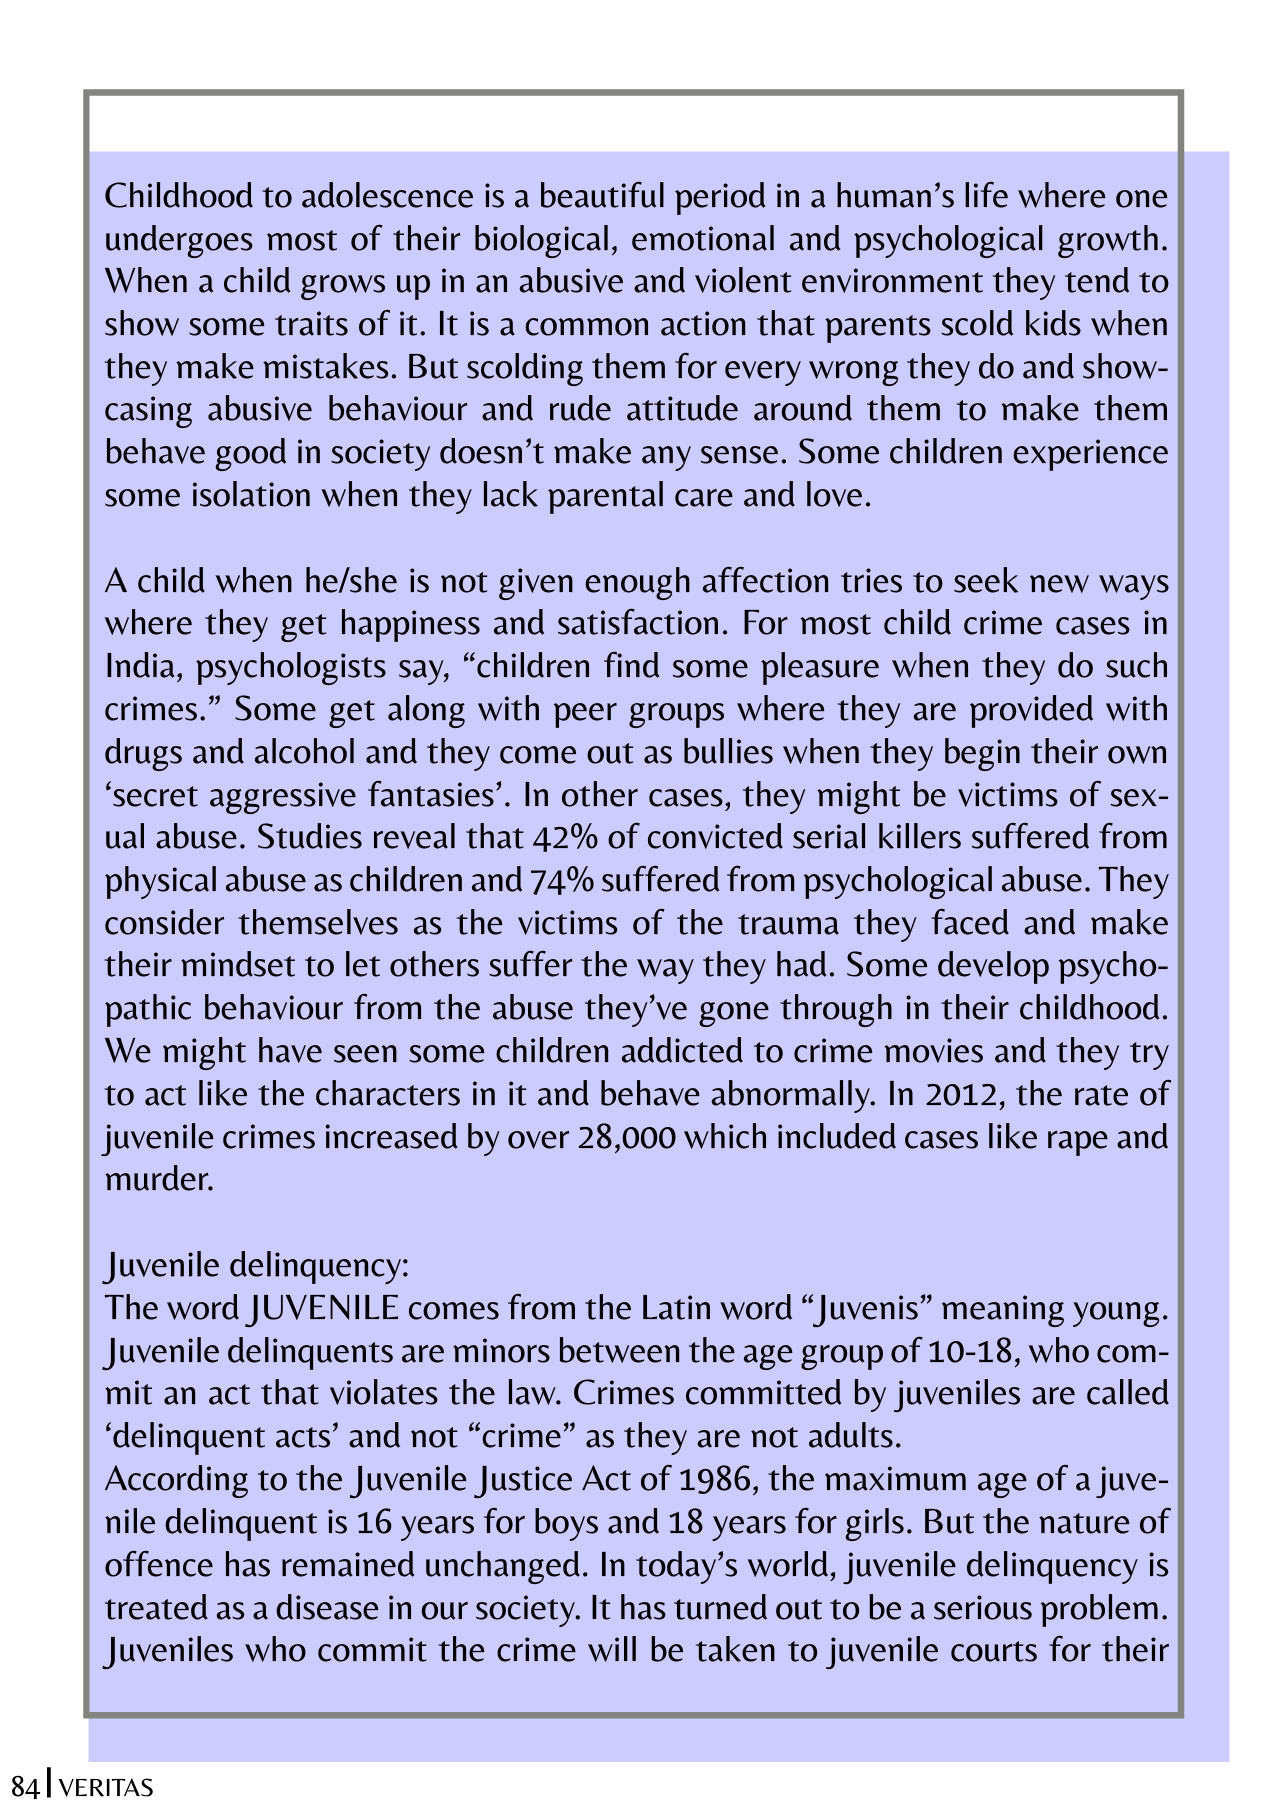 Childhood to adolescence is a beautiful period in a human’s life where one
undergoes most of their biological, emotional and psychological growth.
When a child grows up in an abusive and violent environment they tend to
show some traits of it. It is a common action that parents scold kids when
they make mistakes. But scolding them for every wrong they do and show-
casing abusive behaviour and rude attitude around them to make them
behave good in society doesn’t make any sense. Some children experience
some isolation when they lack parental care and love.
A child when he/she is not given enough affection tries to seek new ways
where they get happiness and satisfaction. For most child crime cases in
India, psychologists say, “children find some pleasure when they do such
crimes.” Some get along with peer groups where they are provided with
drugs and alcohol and they come out as bullies when they begin their own
‘secret aggressive fantasies’. In other cases, they might be victims of sex-
ual abuse. Studies reveal that 42% of convicted serial killers suffered from
physical abuse as children and 74% suffered from psychological abuse. They
consider themselves as the victims of the trauma they faced and make
their mindset to let others suffer the way they had. Some develop psycho-
pathic behaviour from the abuse they’ve gone through in their childhood.
We might have seen some children addicted to crime movies and they try
to act like the characters in it and behave abnormally. In 2012, the rate of
juvenile crimes increased by over 28,000 which included cases like rape and
murder.
Juvenile delinquency:
The word JUVENILE comes from the Latin word “Juvenis” meaning young.
Juvenile delinquents are minors between the age group of 10-18, who com-
mit an act that violates the law. Crimes committed by juveniles are called
‘delinquent acts’ and not “crime” as they are not adults.
According to the Juvenile Justice Act of 1986, the maximum age of a juve-
nile delinquent is 16 years for boys and 18 years for girls. But the nature of
offence has remained unchanged. In today’s world, juvenile delinquency is
treated as a disease in our society. It has turned out to be a serious problem.
Juveniles who commit the crime will be taken to juvenile courts for their
84 VERITAS